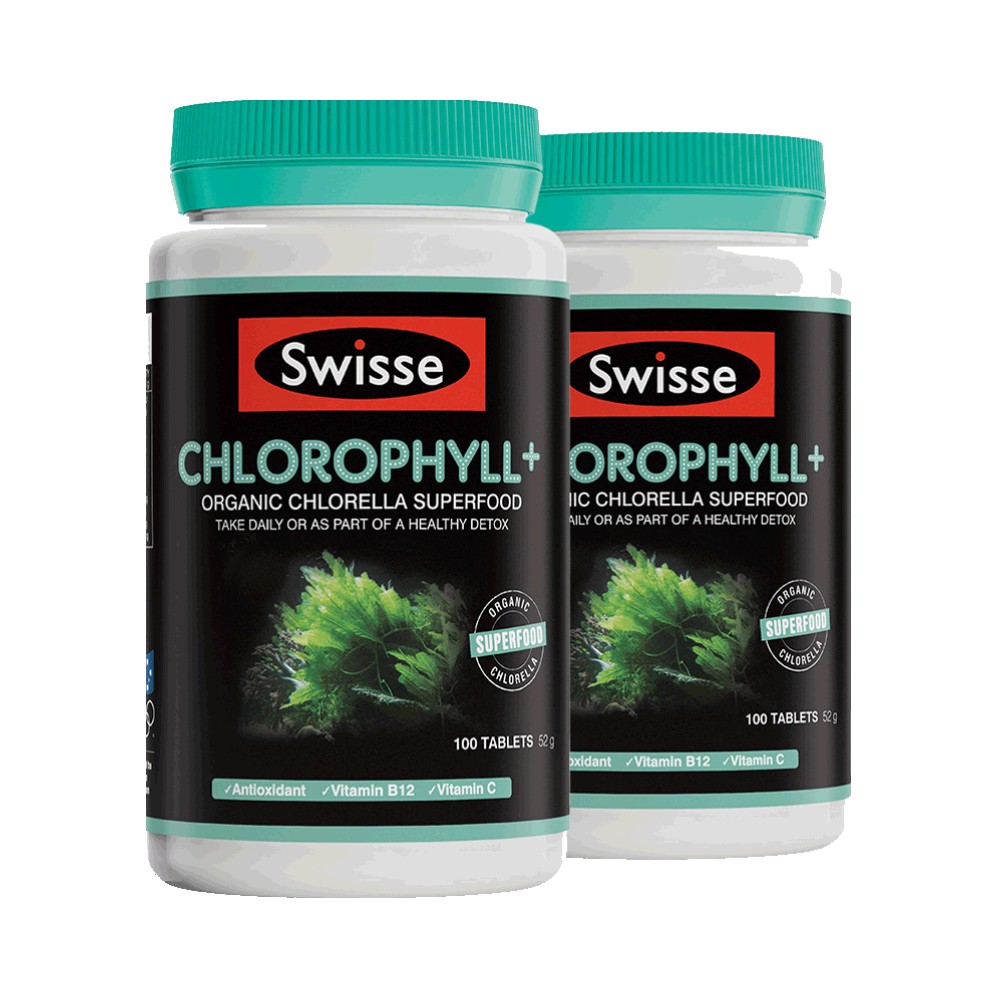 Swisse
CHLOROPHYLL+
ORGANIC CHLORELLA SUPERFOOD
TAKE DAILY OR AS PART OF A HEALTHY DETOX
ORGANIC
SUPERFOOD
CHLORELLA
100 TABLETS 52 g
✓Antioxidant ✓Vitamin B12 ✓Vitamin C
Swisse
OROPHYLL+
IC CHLORELLA SUPERFOOD
AILY OR AS PART OF A HEALTHY DETOX
ORGANIC
SUPERFOOD
CHLORELLA
100 TABLETS 52 g
oxidant ✓Vitamin B12 ✓Vitamin C